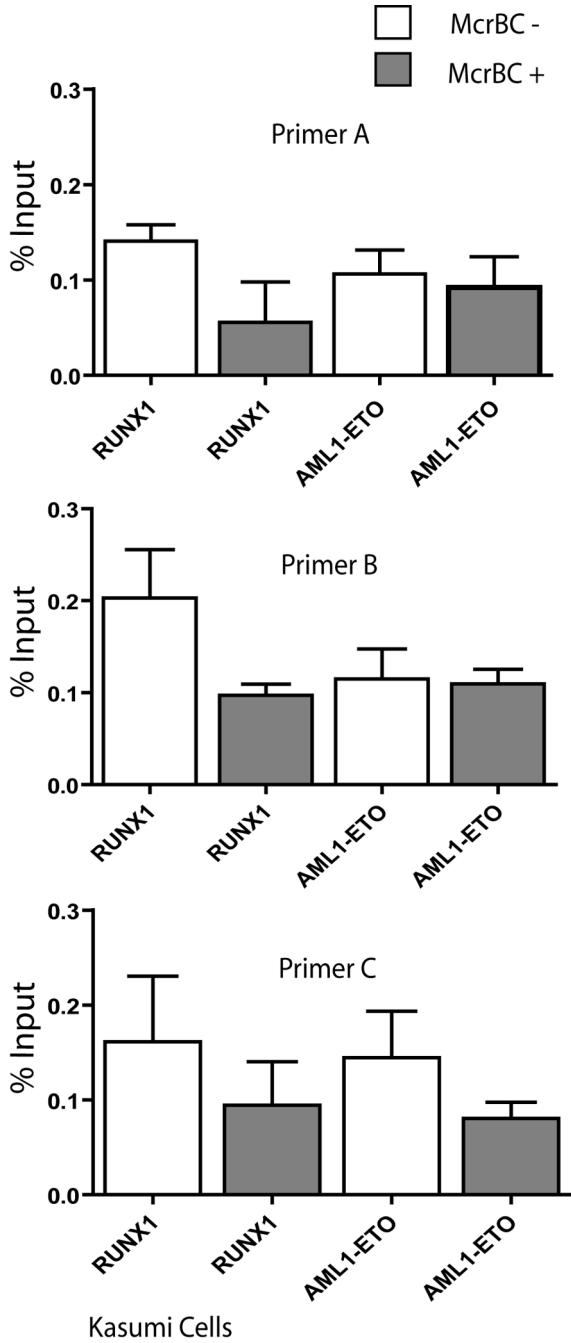 McrBC -
McrBC +
Primer A
% Input
0.3
0.2
0.1
0.0
RUNX1
RUNX1
AML1-ETO
AML1-ETO
Primer B
% Input
0.3
0.2
0.1
0.0
RUNX1
RUNX1
AML1-ETO
AML1-ETO
Primer C
% Input
0.3
0.2
0.1
0.0
RUNX1
RUNX1
AML1-ETO
AML1-ETO
Kasumi Cells